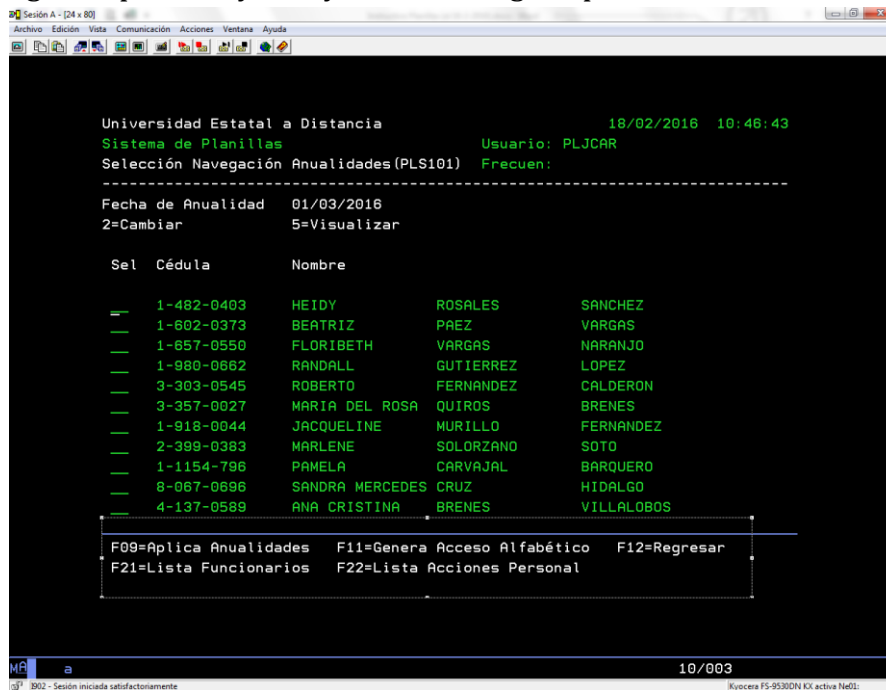 Sesión A - [24 x 80]
Archivo Edición Vista Comunicación Acciones Ventana Ayuda
Universidad Estatal a Distancia 18/02/2016 10:46:43
Sistema de Planillas Usuario: PLJCAR
Selección Navegación Anualidades(PLS101) Frecuen:
Fecha de Anualidad 01/03/2016
2=Cambiar 5=Visualizar
Sel Cédula Nombre
1-482-0403 HEIDY ROSALES SANCHEZ
1-602-0373 BEATRIZ PAEZ VARGAS
1-657-0550 FLORIBETH VARGAS NARANJO
1-980-0662 RANDALL GUTIERREZ LOPEZ
3-303-0545 ROBERTO FERNANDEZ CALDERON
3-357-0027 MARIA DEL ROSA QUIROS BRENES
1-918-0044 JACQUELINE MURILLO FERNANDEZ
2-399-0383 MARLENE SOLORZANO SOTO
1-1154-796 PAMELA CARVAJAL BARQUERO
8-067-0696 SANDRA MERCEDES CRUZ HIDALGO
4-137-0589 ANA CRISTINA BRENES VILLALOBOS
F09=Aplica Anualidades F11=Genera Acceso Alfabético F12=Regresar
F21=Lista Funcionarios F22=Lista Acciones Personal
MA a 10/003
I902 - Sesión iniciada satisfactoriamente Kyocera FS-9530DN KX activa Ne01: